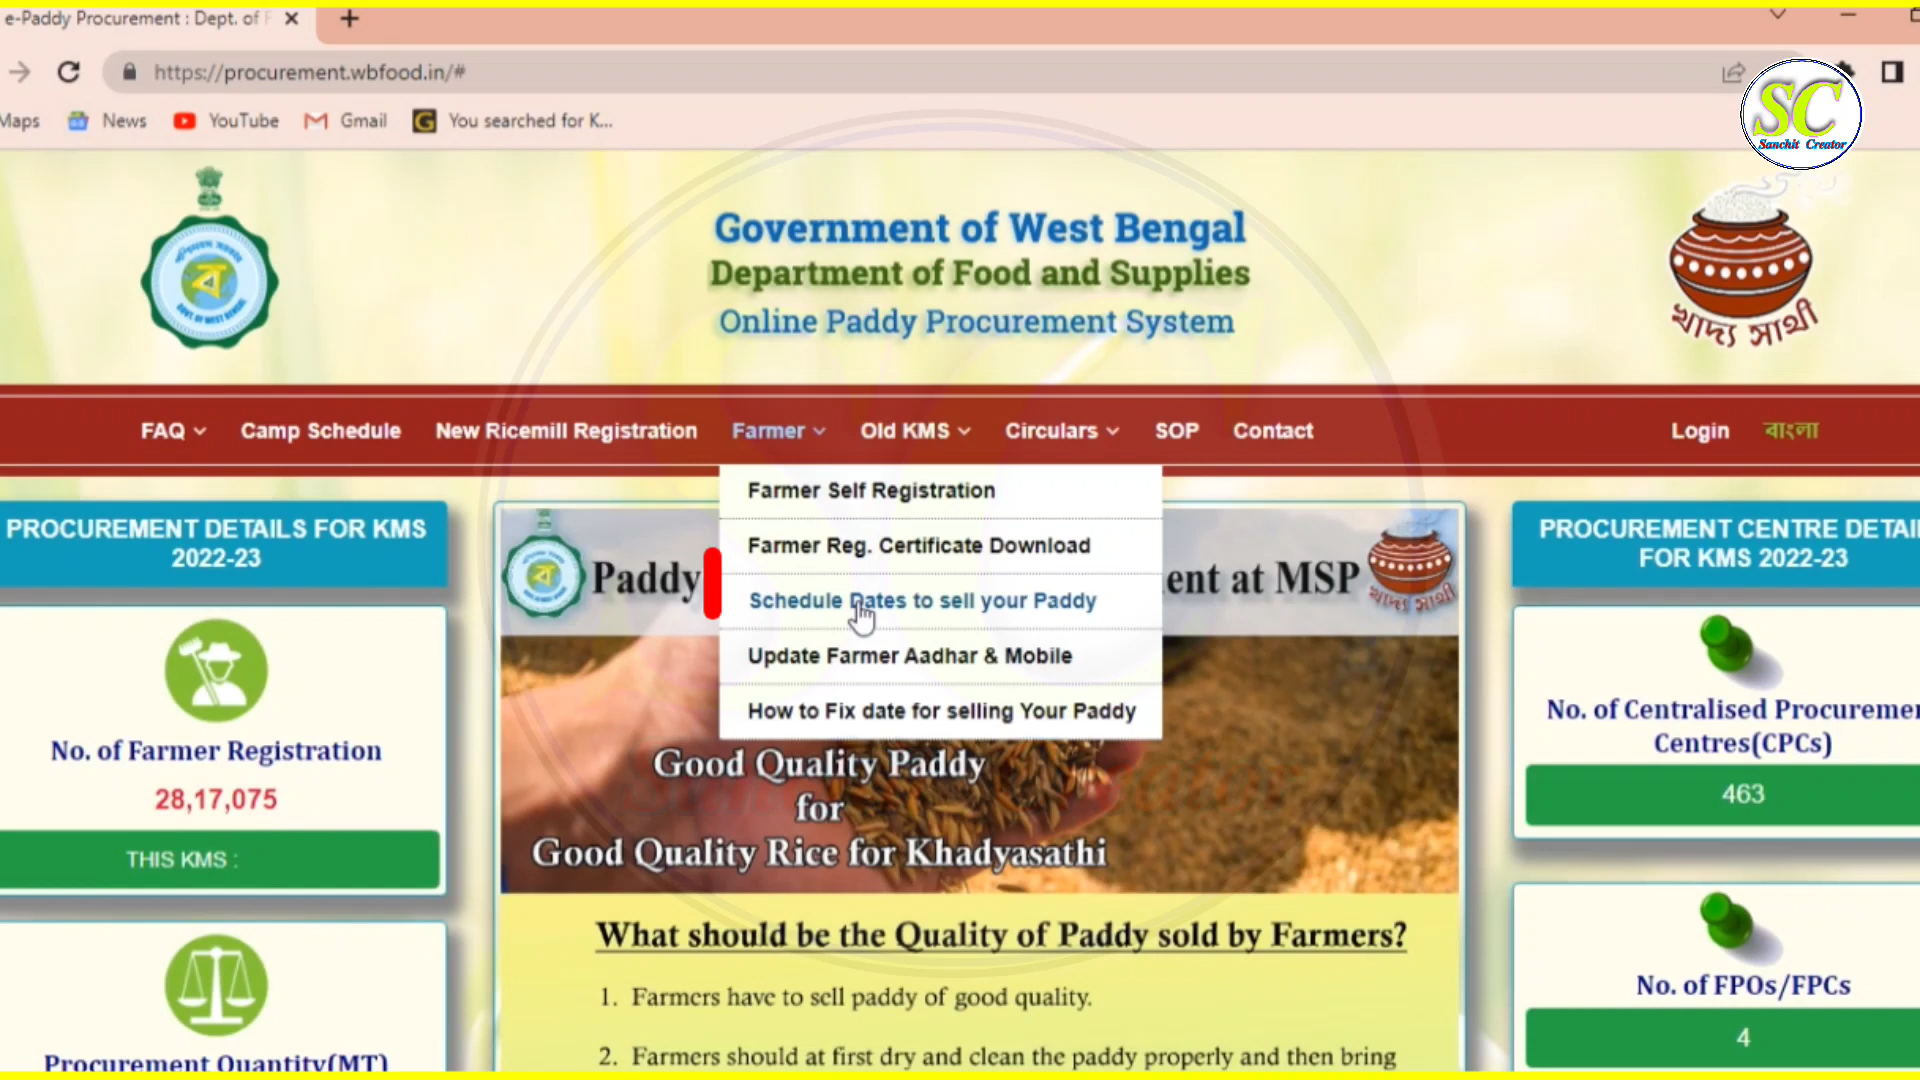 e-Paddy Procurement : Dept. of F
https://procurement.wbfood.in/#
Maps
News
YouTube
Gmail
You searched for K...
SC
Sanchit Creator
Government of West Bengal
Department of Food and Supplies
Online Paddy Procurement System
ব
GOVT. OF WEST BENGAL
খাদ্য সাথী
FAQ
Camp Schedule
New Ricemill Registration
Farmer
Old KMS
Circulars
SOP
Contact
Login
বাংলা
Farmer Self Registration
Farmer Reg. Certificate Download
Schedule Dates to sell your Paddy
Update Farmer Aadhar & Mobile
How to Fix date for selling Your Paddy
PROCUREMENT DETAILS FOR KMS
2022-23
No. of Farmer Registration
28,17,075
THIS KMS :
Procurement Quantity(MT)
Paddy
ent at MSP
Good Quality Paddy
for
Good Quality Rice for Khadyasathi
What should be the Quality of Paddy sold by Farmers?
1. Farmers have to sell paddy of good quality.
2. Farmers should at first dry and clean the paddy properly and then bring
PROCUREMENT CENTRE DETAI
FOR KMS 2022-23
No. of Centralised Procuremen
Centres(CPCs)
463
No. of FPOs/FPCs
4